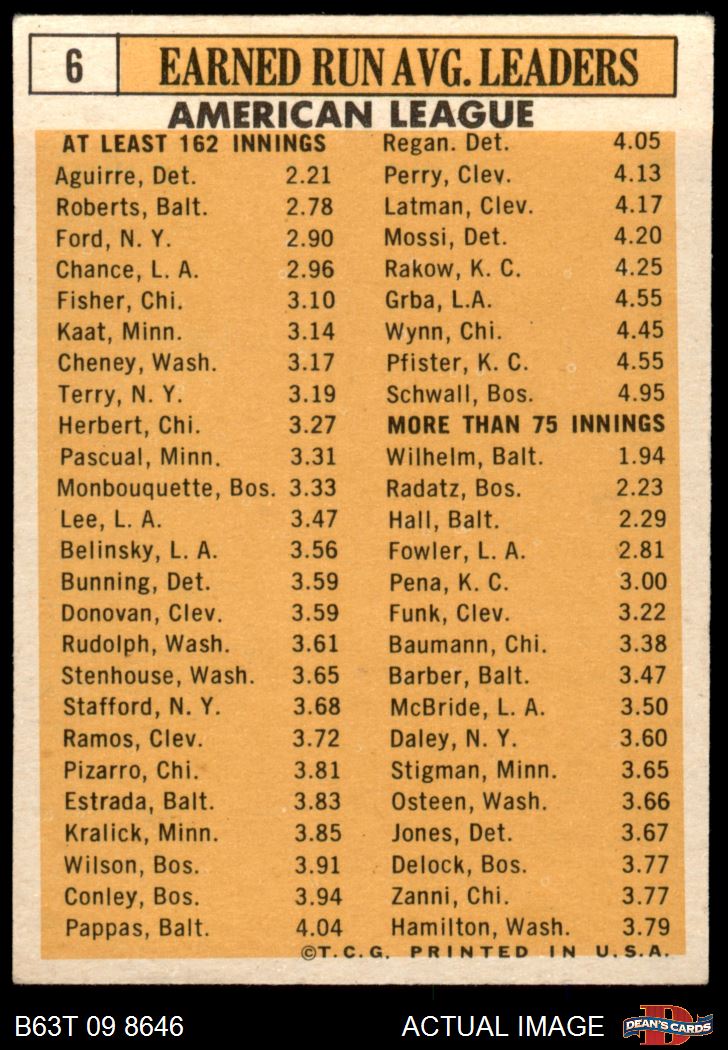 6
EARNED RUN AVG. LEADERS
AMERICAN LEAGUE
AT LEAST 162 INNINGS
Aguirre, Det. 2.21
Roberts, Balt. 2.78
Ford, N. Y. 2.90
Chance, L. A. 2.96
Fisher, Chi. 3.10
Kaat, Minn. 3.14
Cheney, Wash. 3.17
Terry, N. Y. 3.19
Herbert, Chi. 3.27
Pascual, Minn. 3.31
Monbouquette, Bos. 3.33
Lee, L. A. 3.47
Belinsky, L. A. 3.56
Bunning, Det. 3.59
Donovan, Clev. 3.59
Rudolph, Wash. 3.61
Stenhouse, Wash. 3.65
Stafford, N. Y. 3.68
Ramos, Clev. 3.72
Pizarro, Chi. 3.81
Estrada, Balt. 3.83
Kralick, Minn. 3.85
Wilson, Bos. 3.91
Conley, Bos. 3.94
Pappas, Balt. 4.04
Regan. Det. 4.05
Perry, Clev. 4.13
Latman, Clev. 4.17
Mossi, Det. 4.20
Rakow, K. C. 4.25
Grba, L.A. 4.55
Wynn, Chi. 4.45
Pfister, K. C. 4.55
Schwall, Bos. 4.95
MORE THAN 75 INNINGS
Wilhelm, Balt. 1.94
Radatz, Bos. 2.23
Hall, Balt. 2.29
Fowler, L. A. 2.81
Pena, K. C. 3.00
Funk, Clev. 3.22
Baumann, Chi. 3.38
Barber, Balt. 3.47
McBride, L. A. 3.50
Daley, N. Y. 3.60
Stigman, Minn. 3.65
Osteen, Wash. 3.66
Jones, Det. 3.67
Delock, Bos. 3.77
Zanni, Chi. 3.77
Hamilton, Wash. 3.79
©T.C.G. PRINTED IN U.S.A.
B63T 09 8646
ACTUAL IMAGE
DEAN'S CARDS